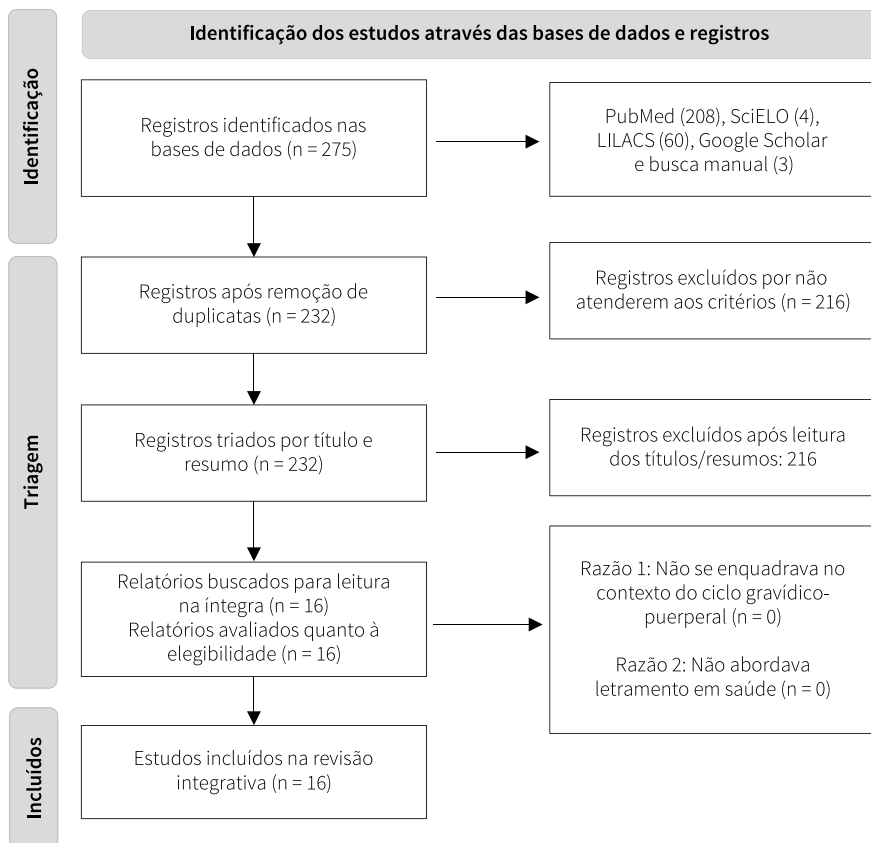 Identificação dos estudos através das bases de dados e registros
Identificação
Registros identificados nas
bases de dados (n = 275)
PubMed (208), SciELO (4),
LILACS (60), Google Scholar
e busca manual (3)
Triagem
Registros após remoção de
duplicatas (n = 232)
Registros excluídos por não
atenderem aos critérios (n = 216)
Registros triados por título e
resumo (n = 232)
Registros excluídos após leitura
dos títulos/resumos: 216
Relatórios buscados para leitura
na íntegra (n = 16)
Relatórios avaliados quanto à
elegibilidade (n = 16)
Razão 1: Não se enquadrava no
contexto do ciclo gravídico-
puerperal (n = 0)
Razão 2: Não abordava
letramento em saúde (n = 0)
Incluídos
Estudos incluídos na revisão
integrativa (n = 16)